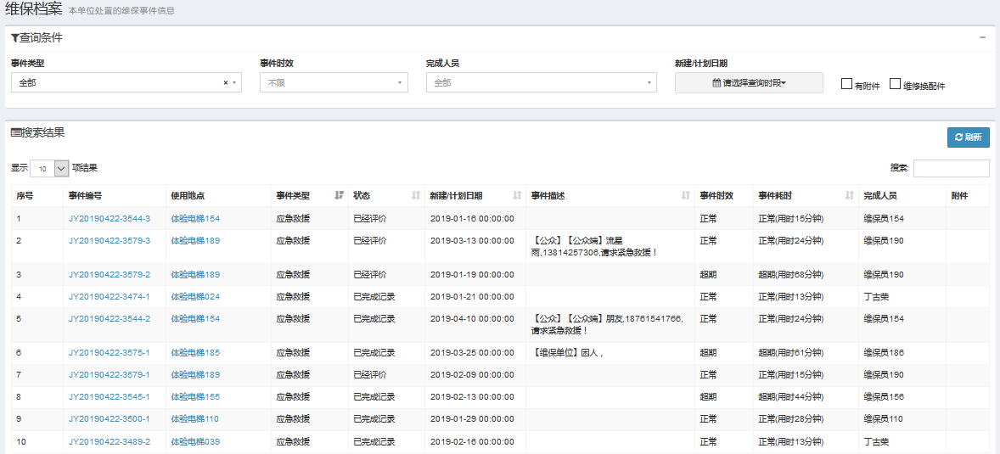 维保档案 本单位处置的维保事件信息
查询条件
事件类型 事件时效 完成人员 新建/计划日期
全部 × 不限 全部 请选择查询时段 有附件 维修换配件
搜索结果 刷新
显示 10 项结果 搜索:
序号 事件编号 使用地点 事件类型 状态 新建/计划日期 事件描述 事件时效 事件耗时 完成人员 附件
1 JY20190422-3544-3 体验电梯154 应急救援 已经评价 2019-01-16 00:00:00 正常 正常(用时15分钟) 维保员154
2 JY20190422-3579-3 体验电梯189 应急救援 已经评价 2019-03-13 00:00:00 【公众】【公众端】流星 正常 正常(用时24分钟) 维保员190
雨,13814257306,请求紧急救援！
3 JY20190422-3579-2 体验电梯189 应急救援 已经评价 2019-01-19 00:00:00 超期 超期(用时68分钟) 维保员190
4 JY20190422-3474-1 体验电梯024 应急救援 已完成记录 2019-01-21 00:00:00 正常 正常(用时13分钟) 丁古荣
5 JY20190422-3544-2 体验电梯154 应急救援 已完成记录 2019-04-10 00:00:00 【公众】【公众端】朋友,18761541766, 正常 正常(用时24分钟) 维保员154
请求紧急救援！
6 JY20190422-3575-1 体验电梯185 应急救援 已完成记录 2019-03-25 00:00:00 【维保单位】困人， 超期 正常(用时61分钟) 维保员186
7 JY20190422-3579-1 体验电梯189 应急救援 已经评价 2019-02-09 00:00:00 正常 正常(用时15分钟) 维保员190
8 JY20190422-3545-1 体验电梯155 应急救援 已完成记录 2019-02-13 00:00:00 超期 超期(用时44分钟) 维保员156
9 JY20190422-3500-1 体验电梯110 应急救援 已完成记录 2019-01-29 00:00:00 正常 正常(用时28分钟) 维保员110
10 JY20190422-3489-2 体验电梯039 应急救援 已完成记录 2019-02-16 00:00:00 正常 正常(用时13分钟) 丁古荣